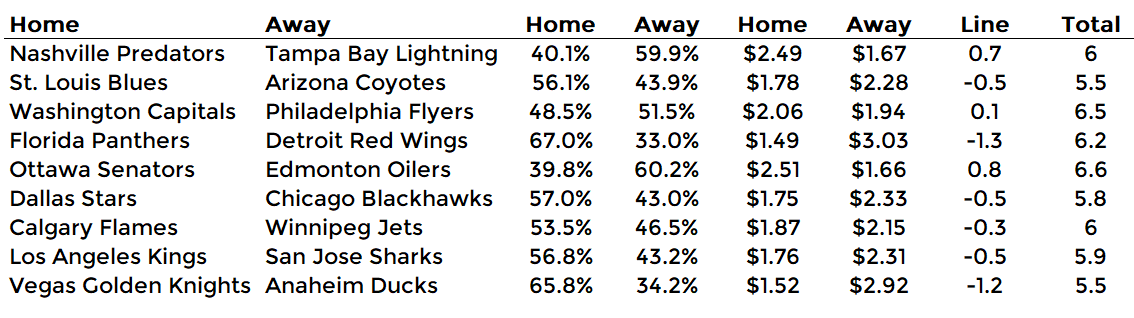 Home Away Home Away Home Away Line Total
Nashville Predators Tampa Bay Lightning 40.1% 59.9% $2.49 $1.67 0.7 6
St. Louis Blues Arizona Coyotes 56.1% 43.9% $1.78 $2.28 -0.5 5.5
Washington Capitals Philadelphia Flyers 48.5% 51.5% $2.06 $1.94 0.1 6.5
Florida Panthers Detroit Red Wings 67.0% 33.0% $1.49 $3.03 -1.3 6.2
Ottawa Senators Edmonton Oilers 39.8% 60.2% $2.51 $1.66 0.8 6.6
Dallas Stars Chicago Blackhawks 57.0% 43.0% $1.75 $2.33 -0.5 5.8
Calgary Flames Winnipeg Jets 53.5% 46.5% $1.87 $2.15 -0.3 6
Los Angeles Kings San Jose Sharks 56.8% 43.2% $1.76 $2.31 -0.5 5.9
Vegas Golden Knights Anaheim Ducks 65.8% 34.2% $1.52 $2.92 -1.2 5.5